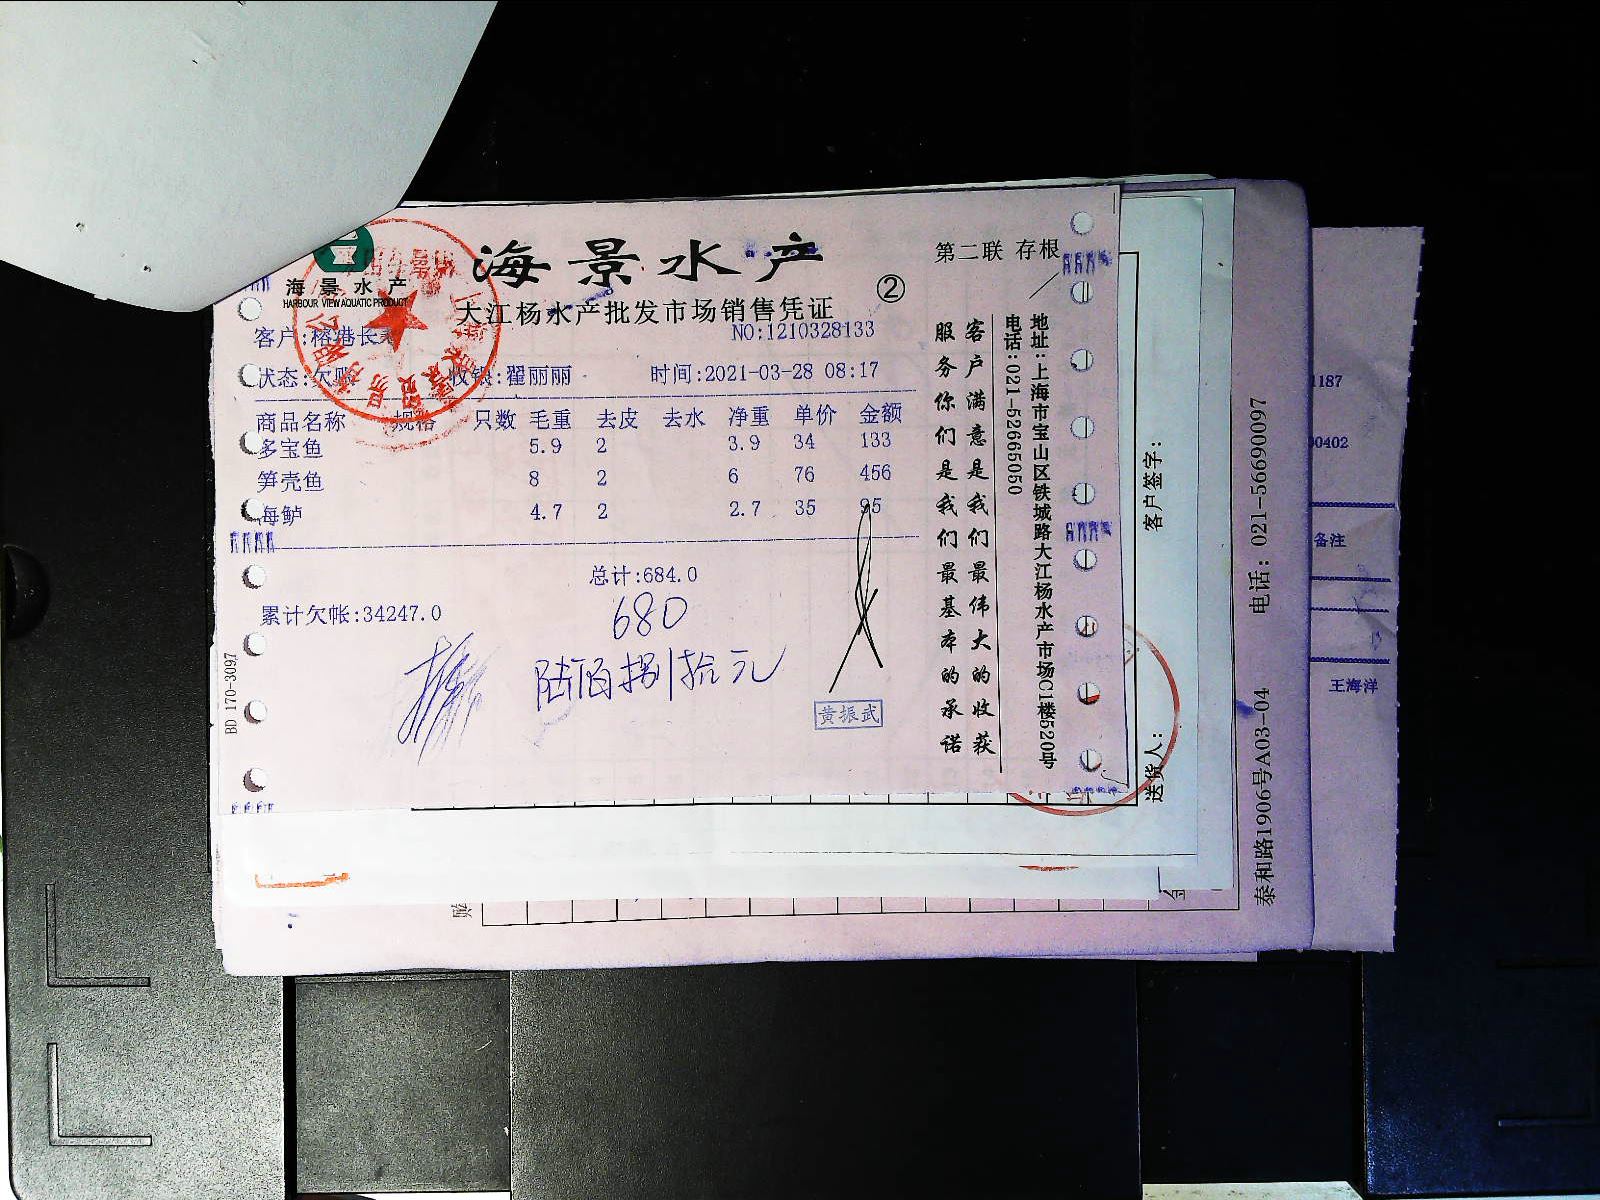 海景水产
HARBOUR VIEW AQUATIC PRODUCT
海景水产
大江杨水产批发市场销售凭证
②
第二联 存根
客户:榕港长
NO:1210328133
状态:欠账 收银:翟丽丽 时间:2021-03-28 08:17
商品名称 规格 只数 毛重 去皮 去水 净重 单价 金额
多宝鱼 5.9 2 3.9 34 133
笋壳鱼 8 2 6 76 456
海鲈 4.7 2 2.7 35 95
总计:684.0
累计欠帐:34247.0
680
陆佰捌拾元
黄振武
BD 170-3097
客户满意是我们最伟大的收获
服务你们是我们最基本的承诺
地址:上海市宝山区铁城路大江杨水产市场C1楼520号
电话:021-52665050
客户签字:
送货人:
泰和路1906号A03-04 电话: 021-56690097
1187
00402
备注
王海洋